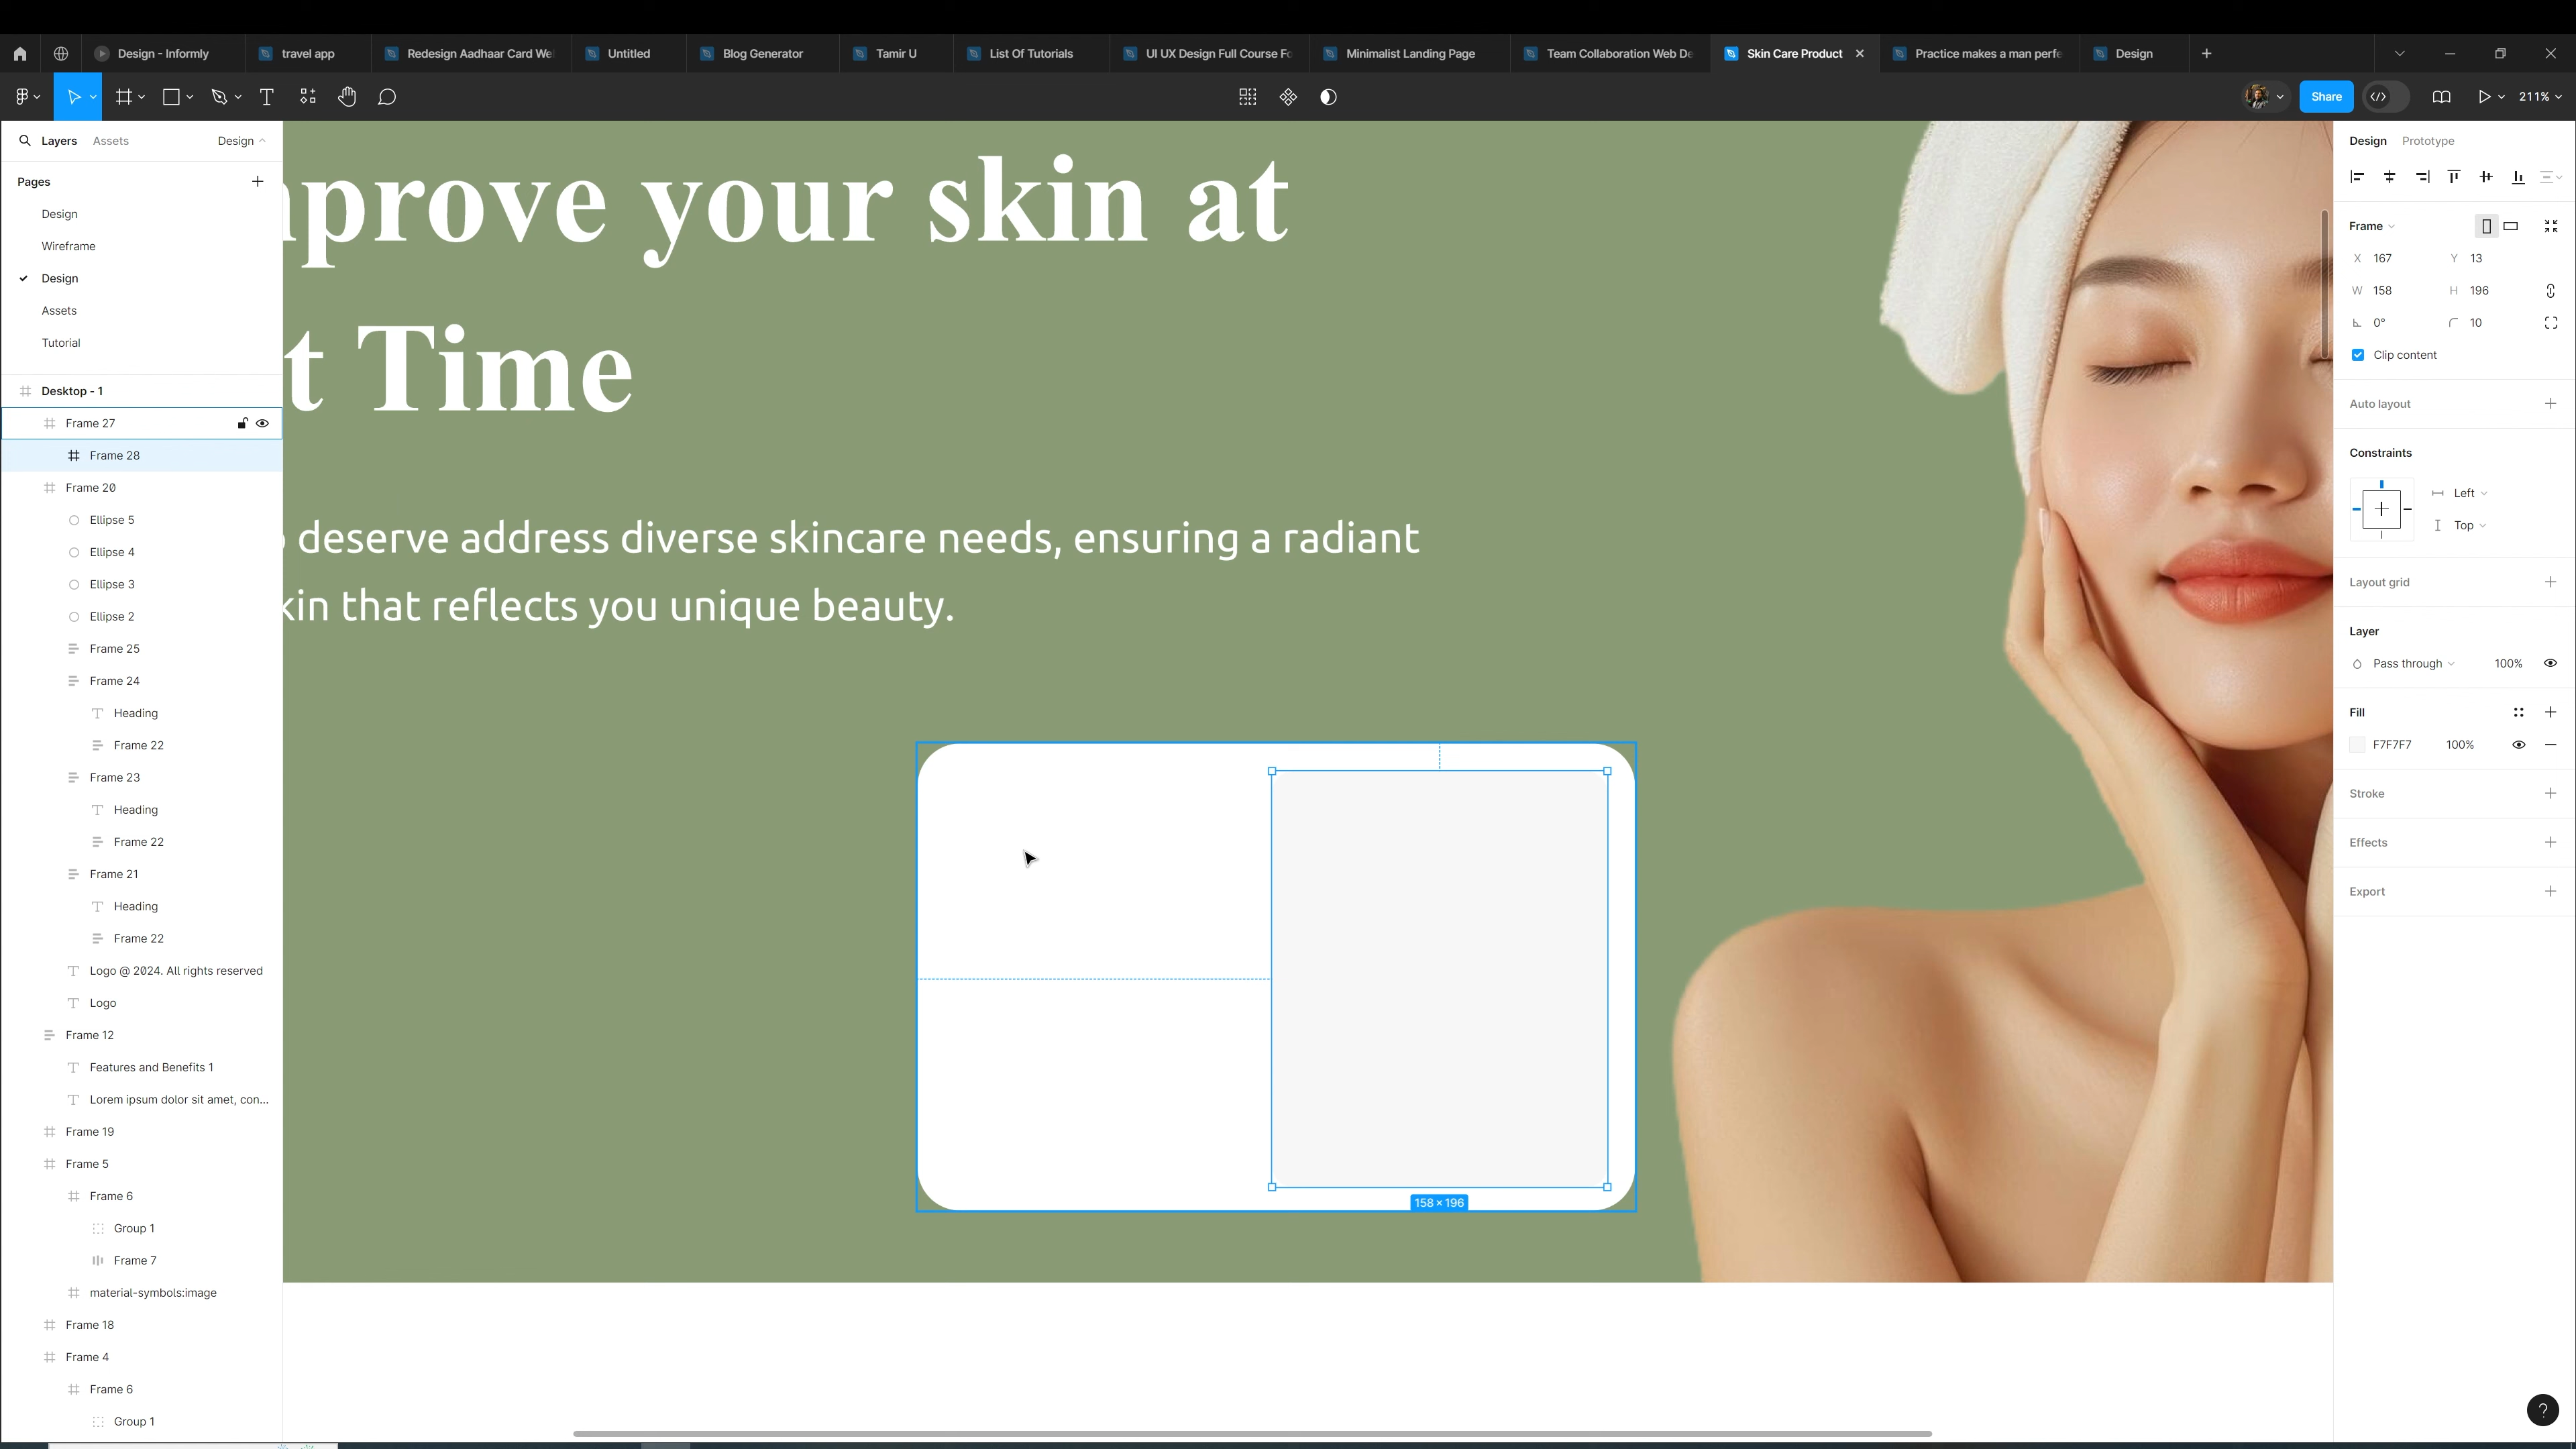 Design - Informly
travel app
Redesign Aadhaar Card We
Untitled
Blog Generator
Tamir U
List Of Tutorials
UI UX Design Full Course Fo
Minimalist Landing Page
Team Collaboration Web De
Skin Care Product
Practice makes a man perfe
Design
Share
211%
Layers
Assets
Design
Pages
Design
Wireframe
Design
Assets
Tutorial
Desktop - 1
Frame 27
Frame 28
Frame 20
Ellipse 5
Ellipse 4
Ellipse 3
Ellipse 2
Frame 25
Frame 24
Heading
Frame 22
Frame 23
Heading
Frame 22
Frame 21
Heading
Frame 22
Logo @ 2024. All rights reserved
Logo
Frame 12
Features and Benefits 1
Lorem ipsum dolor sit amet, con...
Frame 19
Frame 5
Frame 6
Group 1
Frame 7
material-symbols:image
Frame 18
Frame 4
Frame 6
Group 1
prove your skin at
t Time
deserve address diverse skincare needs, ensuring a radiant
kin that reflects you unique beauty.
158 × 196
Design
Prototype
Frame
X 167
Y 13
W 158
H 196
0°
10
Clip content
Auto layout
Constraints
Left
Top
Layout grid
Layer
Pass through
100%
Fill
F7F7F7
100%
Stroke
Effects
Export
?